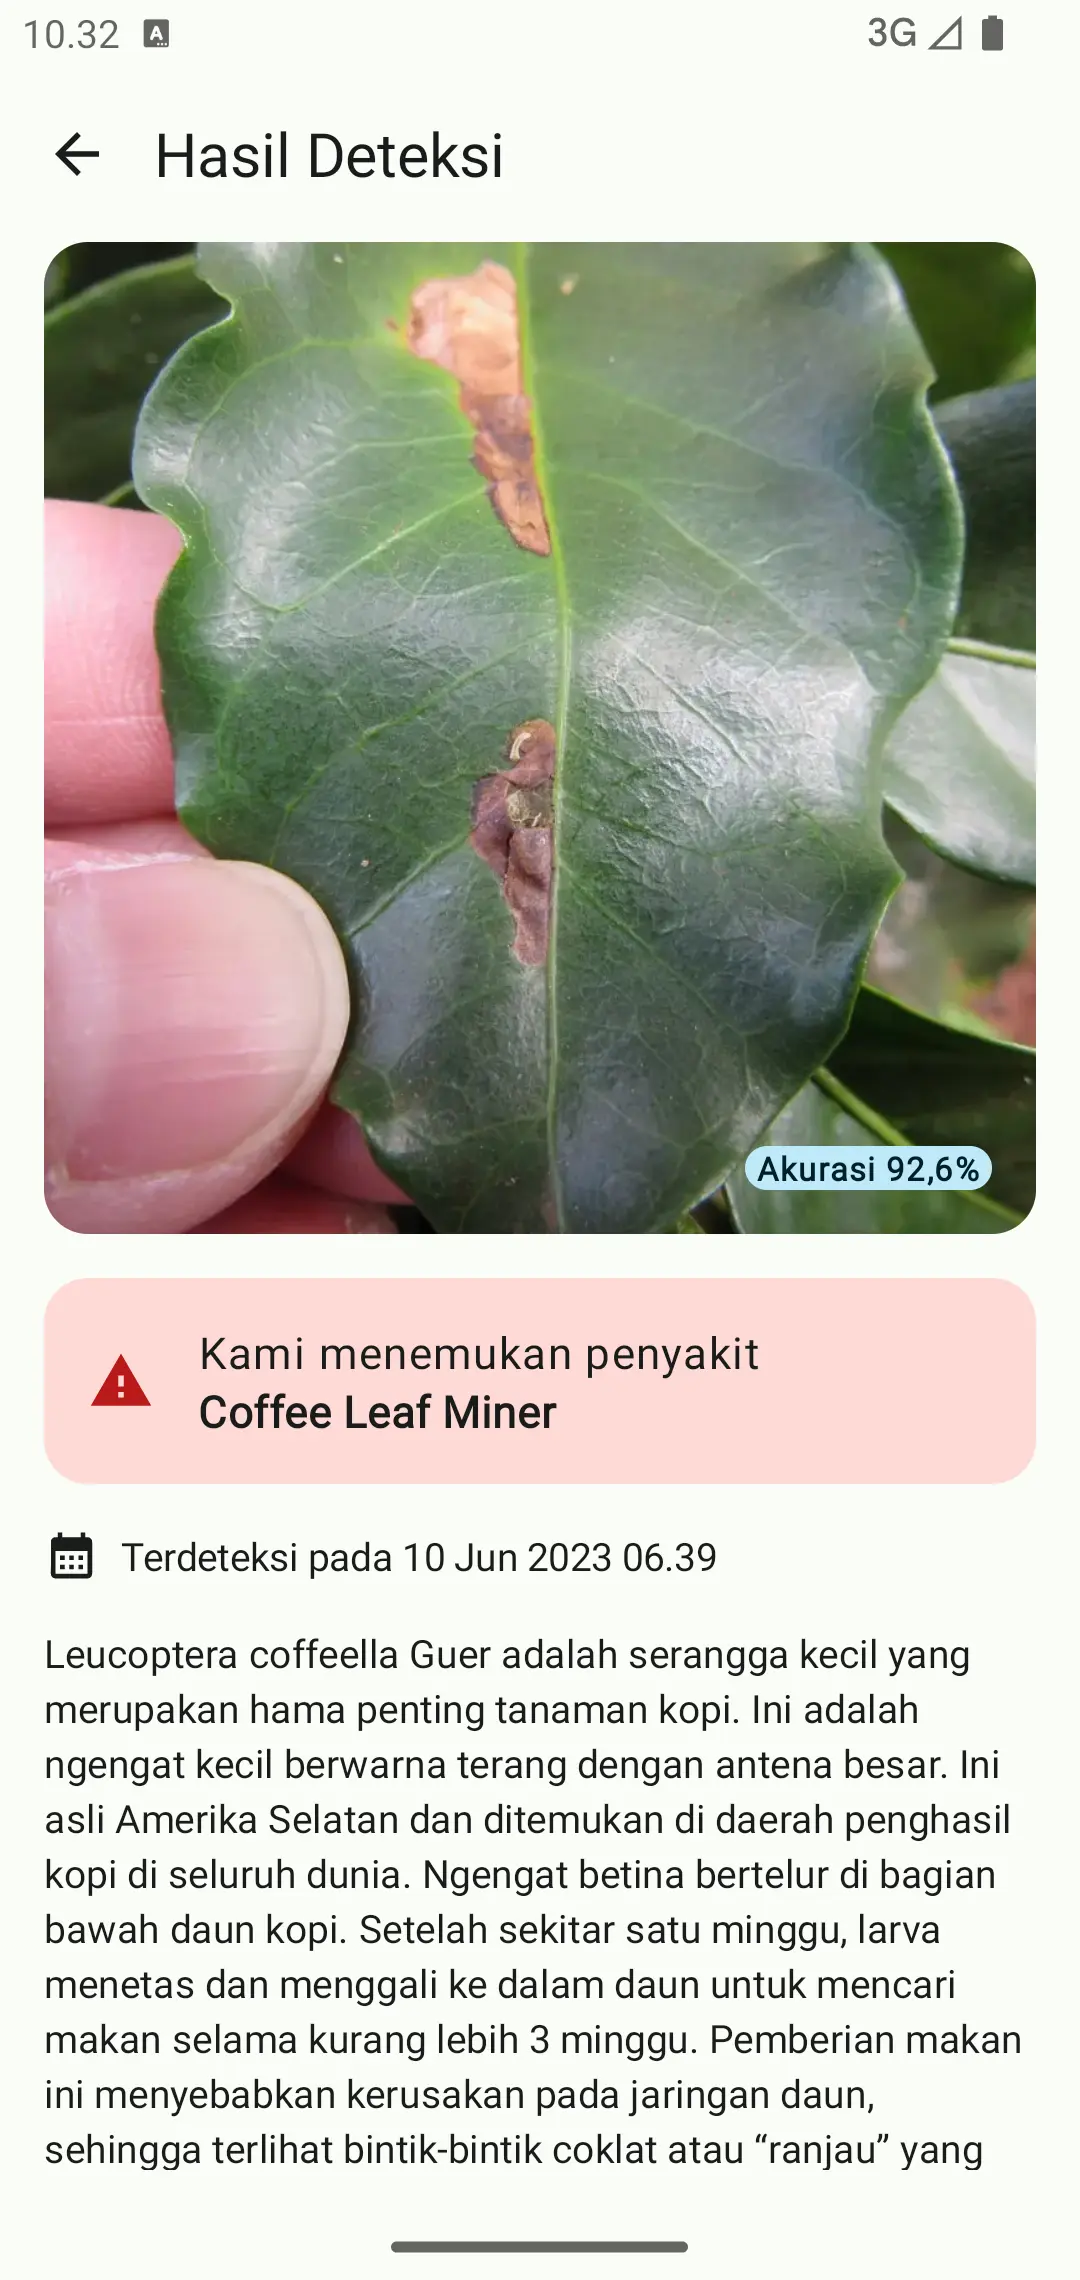 10.32
A
3G
Hasil Deteksi
Akurasi 92,6%
Kami menemukan penyakit
Coffee Leaf Miner
Terdeteksi pada 10 Jun 2023 06.39
Leucoptera coffeella Guer adalah serangga kecil yang
merupakan hama penting tanaman kopi. Ini adalah
ngengat kecil berwarna terang dengan antena besar. Ini
asli Amerika Selatan dan ditemukan di daerah penghasil
kopi di seluruh dunia. Ngengat betina bertelur di bagian
bawah daun kopi. Setelah sekitar satu minggu, larva
menetas dan menggali ke dalam daun untuk mencari
makan selama kurang lebih 3 minggu. Pemberian makan
ini menyebabkan kerusakan pada jaringan daun,
sehingga terlihat bintik-bintik coklat atau “ranjau” yang